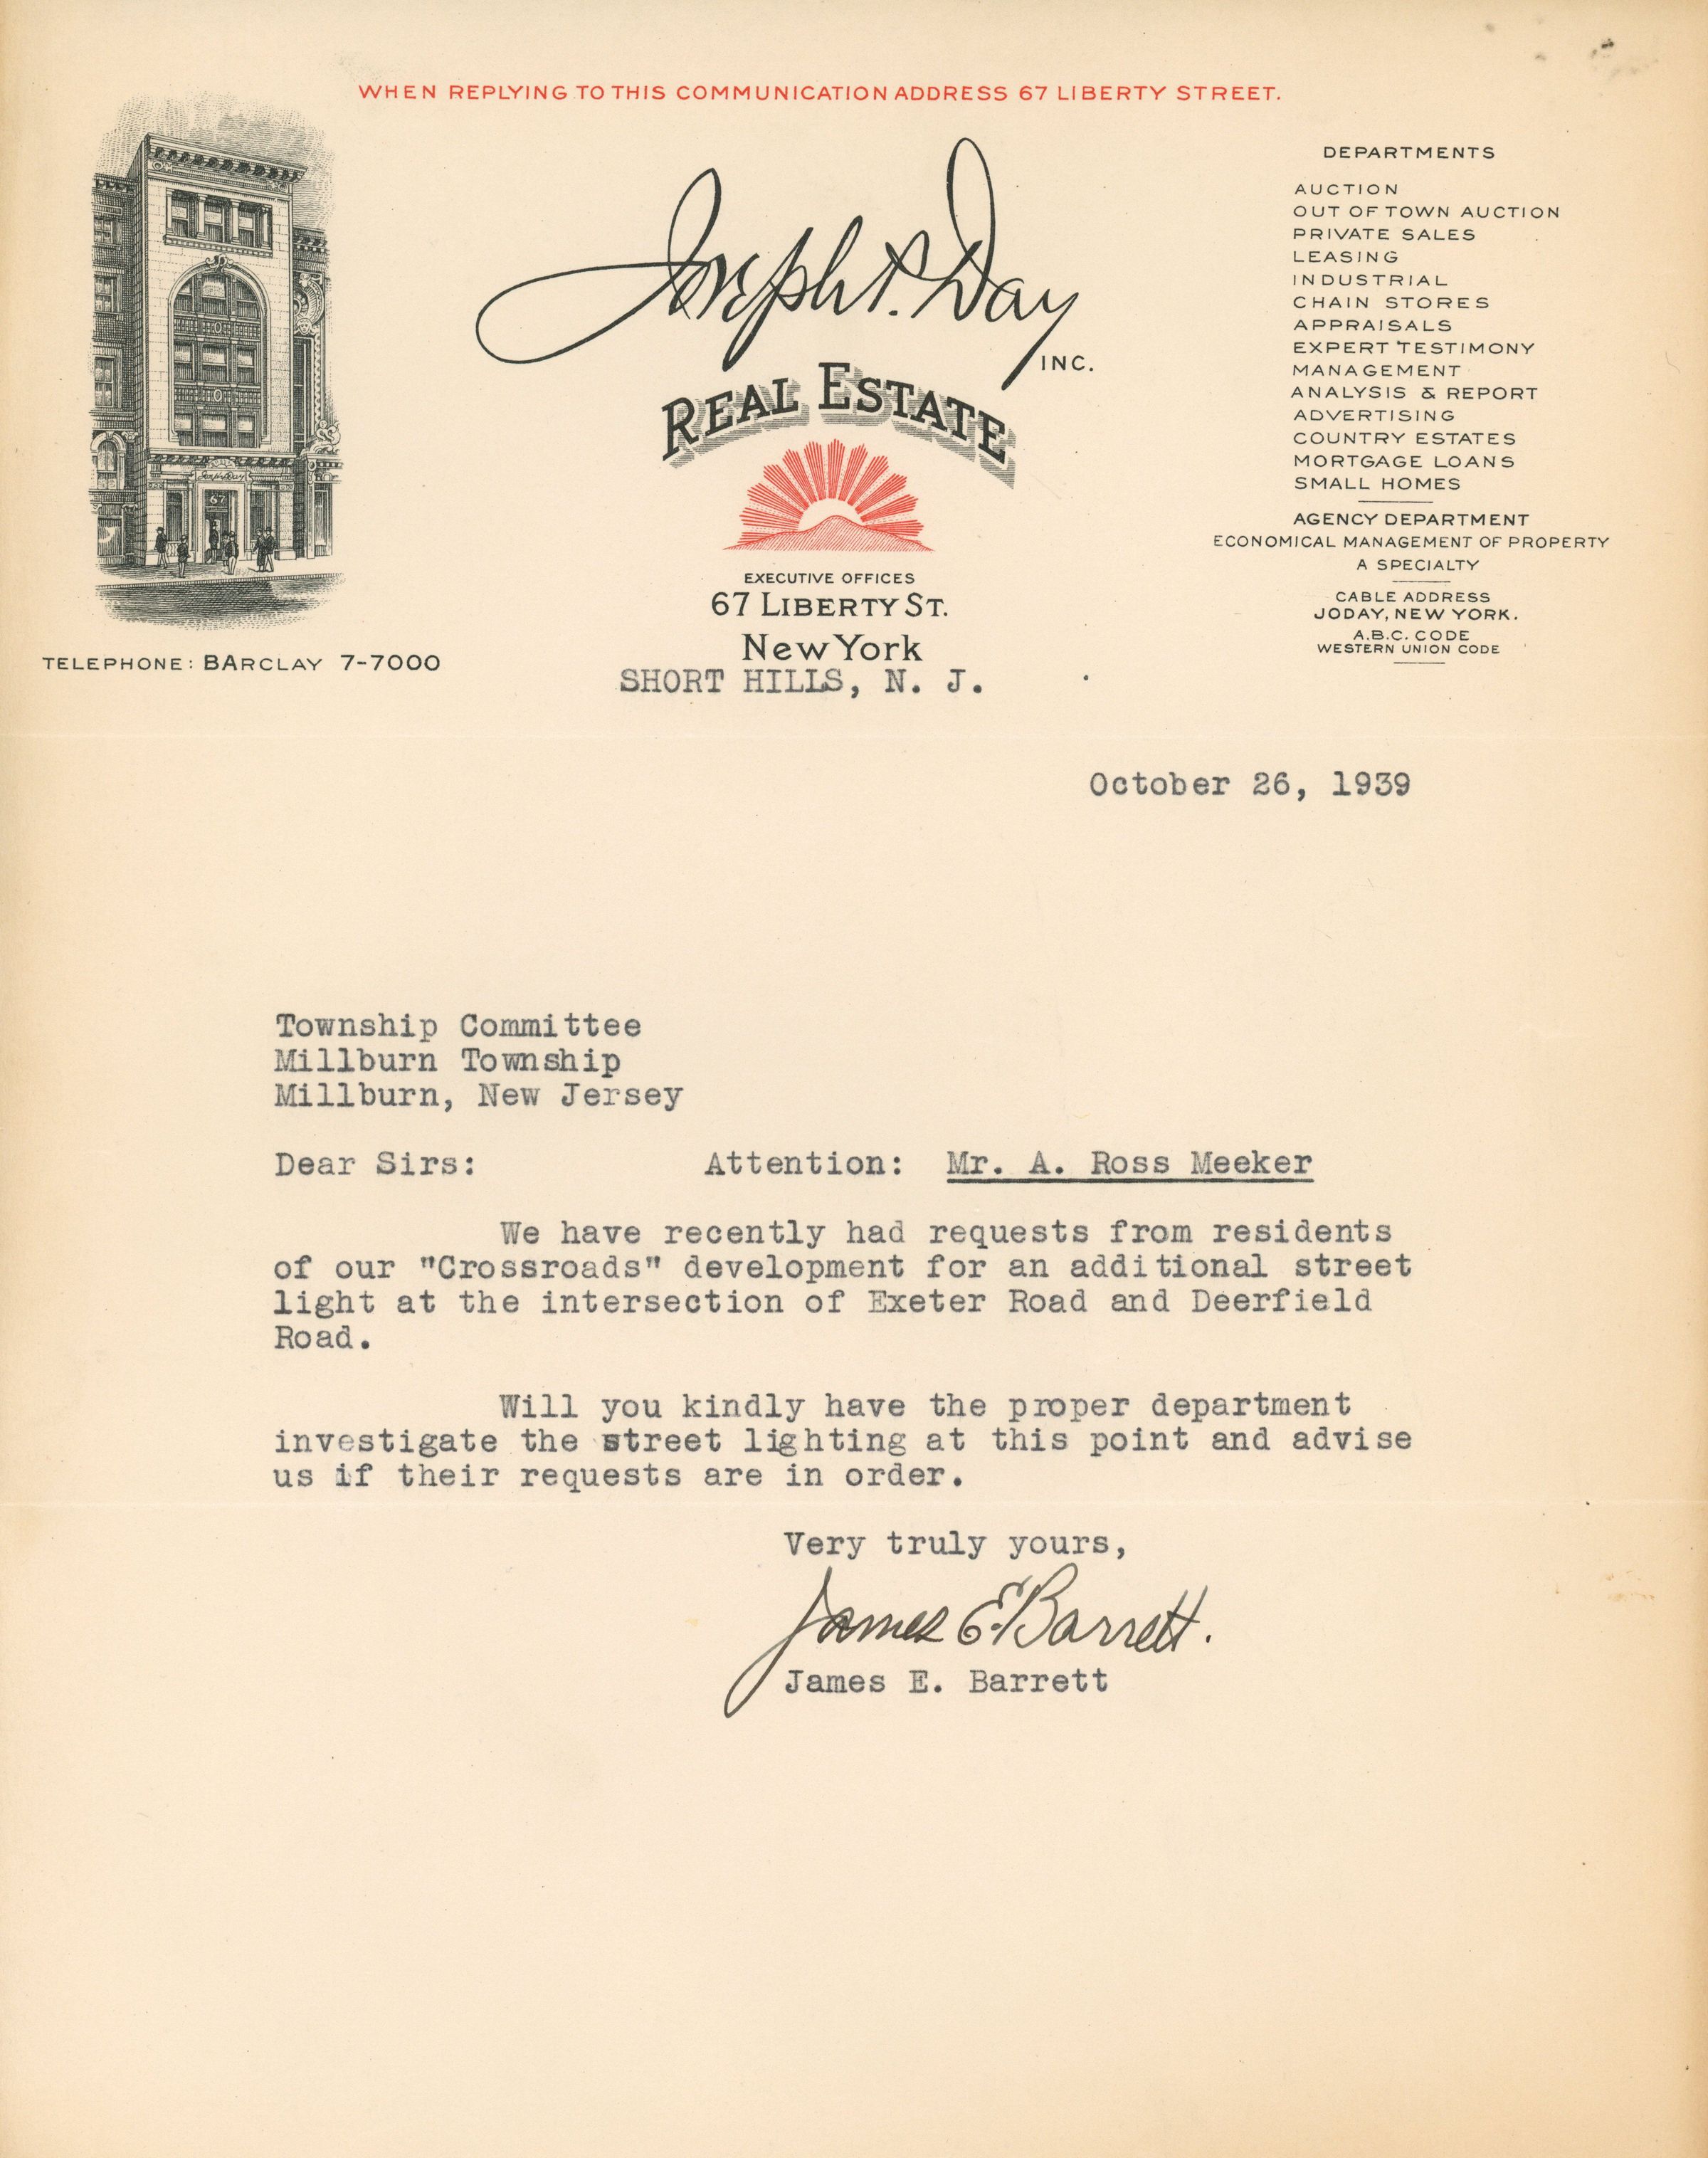 WHEN REPLYING TO THIS COMMUNICATION ADDRESS 67 LIBERTY STREET.
Joseph P. Day
INC.
REAL ESTATE
EXECUTIVE OFFICES
67 LIBERTY ST.
New York
SHORT HILLS, N. J.
67
TELEPHONE: BARCLAY 7-7000
DEPARTMENTS
AUCTION
OUT OF TOWN AUCTION
PRIVATE SALES
LEASING
INDUSTRIAL
CHAIN STORES
APPRAISALS
EXPERT TESTIMONY
MANAGEMENT
ANALYSIS & REPORT
ADVERTISING
COUNTRY ESTATES
MORTGAGE LOANS
SMALL HOMES
AGENCY DEPARTMENT
ECONOMICAL MANAGEMENT OF PROPERTY
A SPECIALTY
CABLE ADDRESS
JODAY, NEW YORK.
A.B.C. CODE
WESTERN UNION CODE
October 26, 1939
Township Committee
Millburn Township
Millburn, New Jersey
Dear Sirs: Attention: Mr. A. Ross Meeker
We have recently had requests from residents
of our "Crossroads" development for an additional street
light at the intersection of Exeter Road and Deerfield
Road.
Will you kindly have the proper department
investigate the street lighting at this point and advise
us if their requests are in order.
Very truly yours,
James E. Barrett.
James E. Barrett